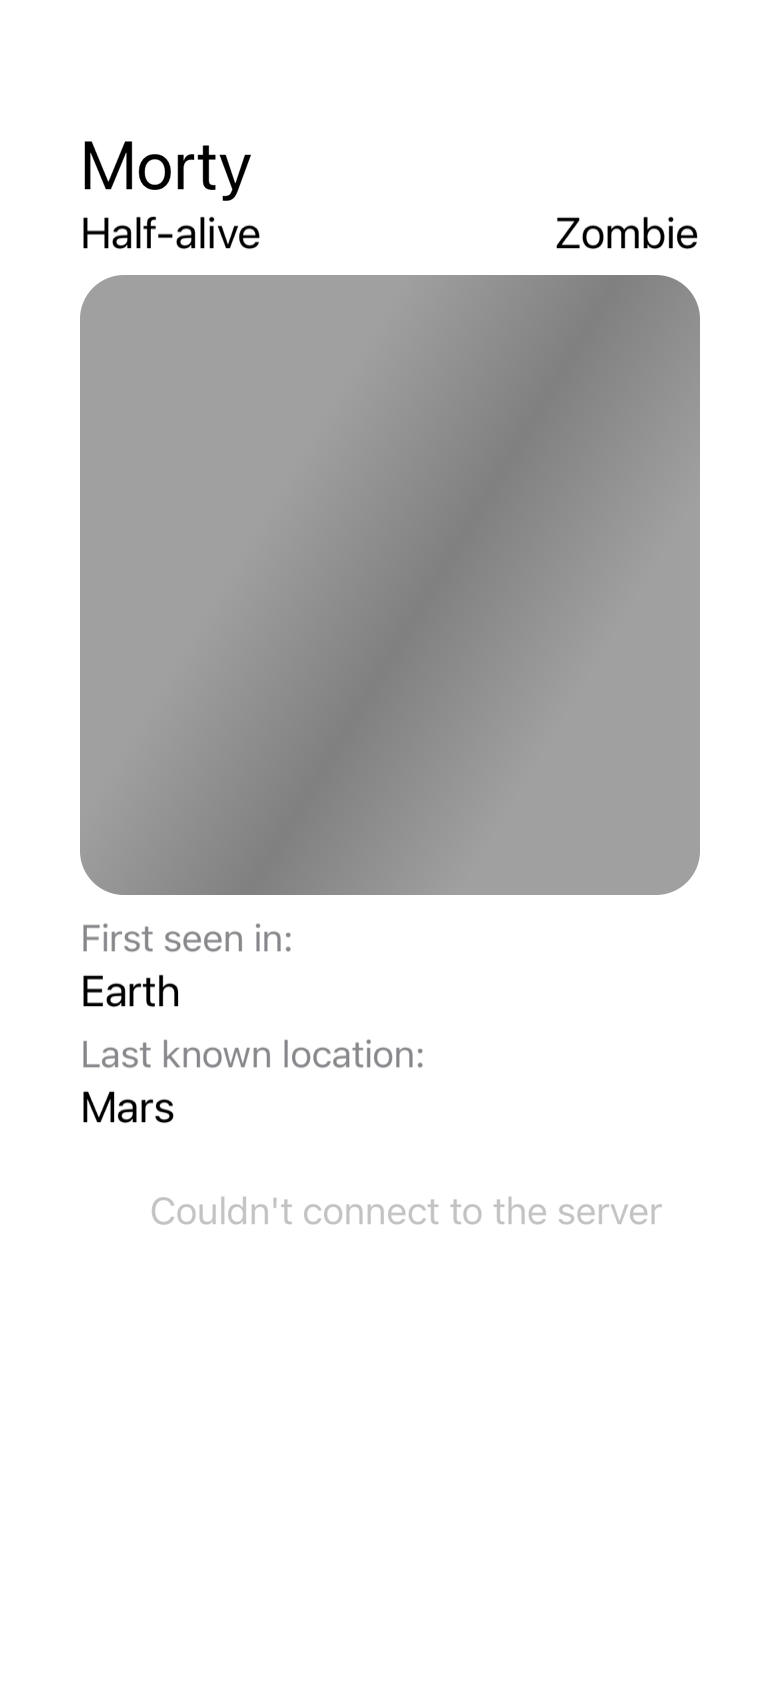 Morty
Half-alive Zombie
First seen in:
Earth
Last known location:
Mars
Couldn't connect to the server